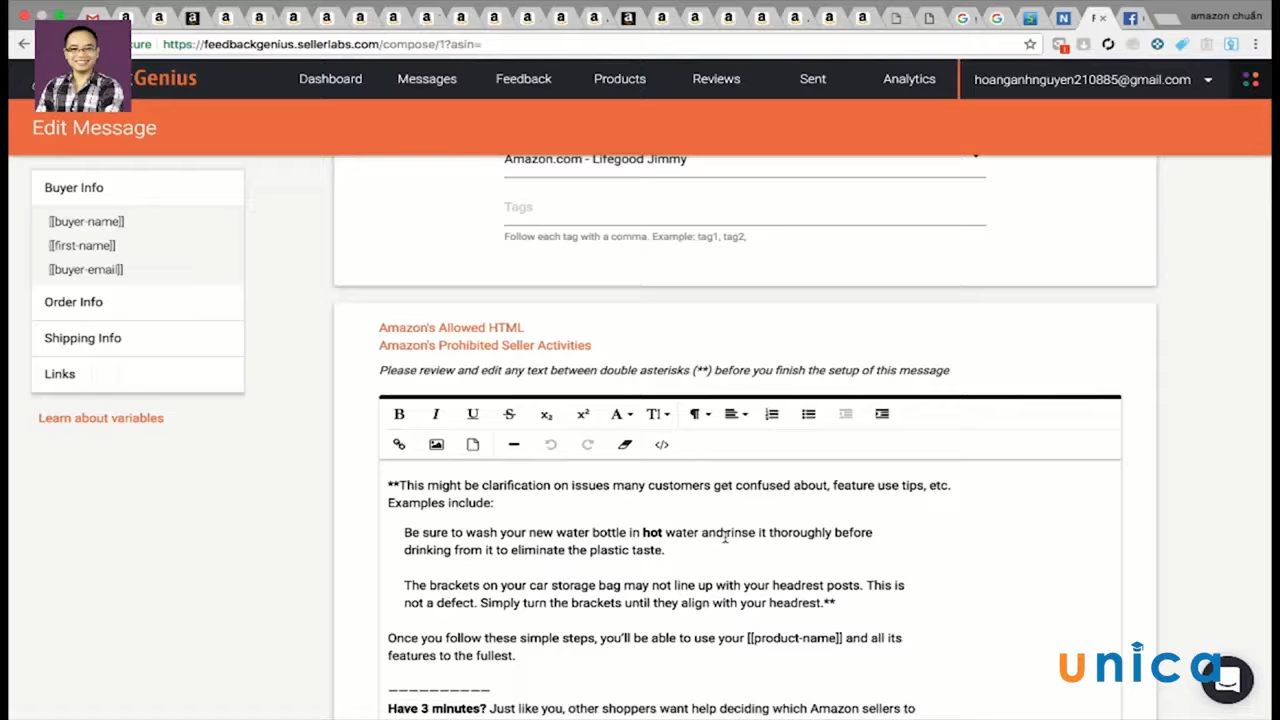 amazon chuẩn
cure https://feedbackgenius.sellerlabs.com/compose/1?asin=
kGenius Dashboard Messages Feedback Products Reviews Sent Analytics hoanganhnguyen210885@gmail.com
Edit Message
Amazon.com - Lifegood Jimmy
Buyer Info
[[buyer-name]]
[[first-name]]
[[buyer-email]]
Order Info
Shipping Info
Links
Learn about variables
Tags
Follow each tag with a comma. Example: tag1, tag2,
Amazon's Allowed HTML
Amazon's Prohibited Seller Activities
Please review and edit any text between double asterisks (**) before you finish the setup of this message
**This might be clarification on issues many customers get confused about, feature use tips, etc.
Examples include:
Be sure to wash your new water bottle in hot water and rinse it thoroughly before
drinking from it to eliminate the plastic taste.
The brackets on your car storage bag may not line up with your headrest posts. This is
not a defect. Simply turn the brackets until they align with your headrest.**
Once you follow these simple steps, you'll be able to use your [[product-name]] and all its
features to the fullest.
__________
Have 3 minutes? Just like you, other shoppers want help deciding which Amazon sellers to
unica